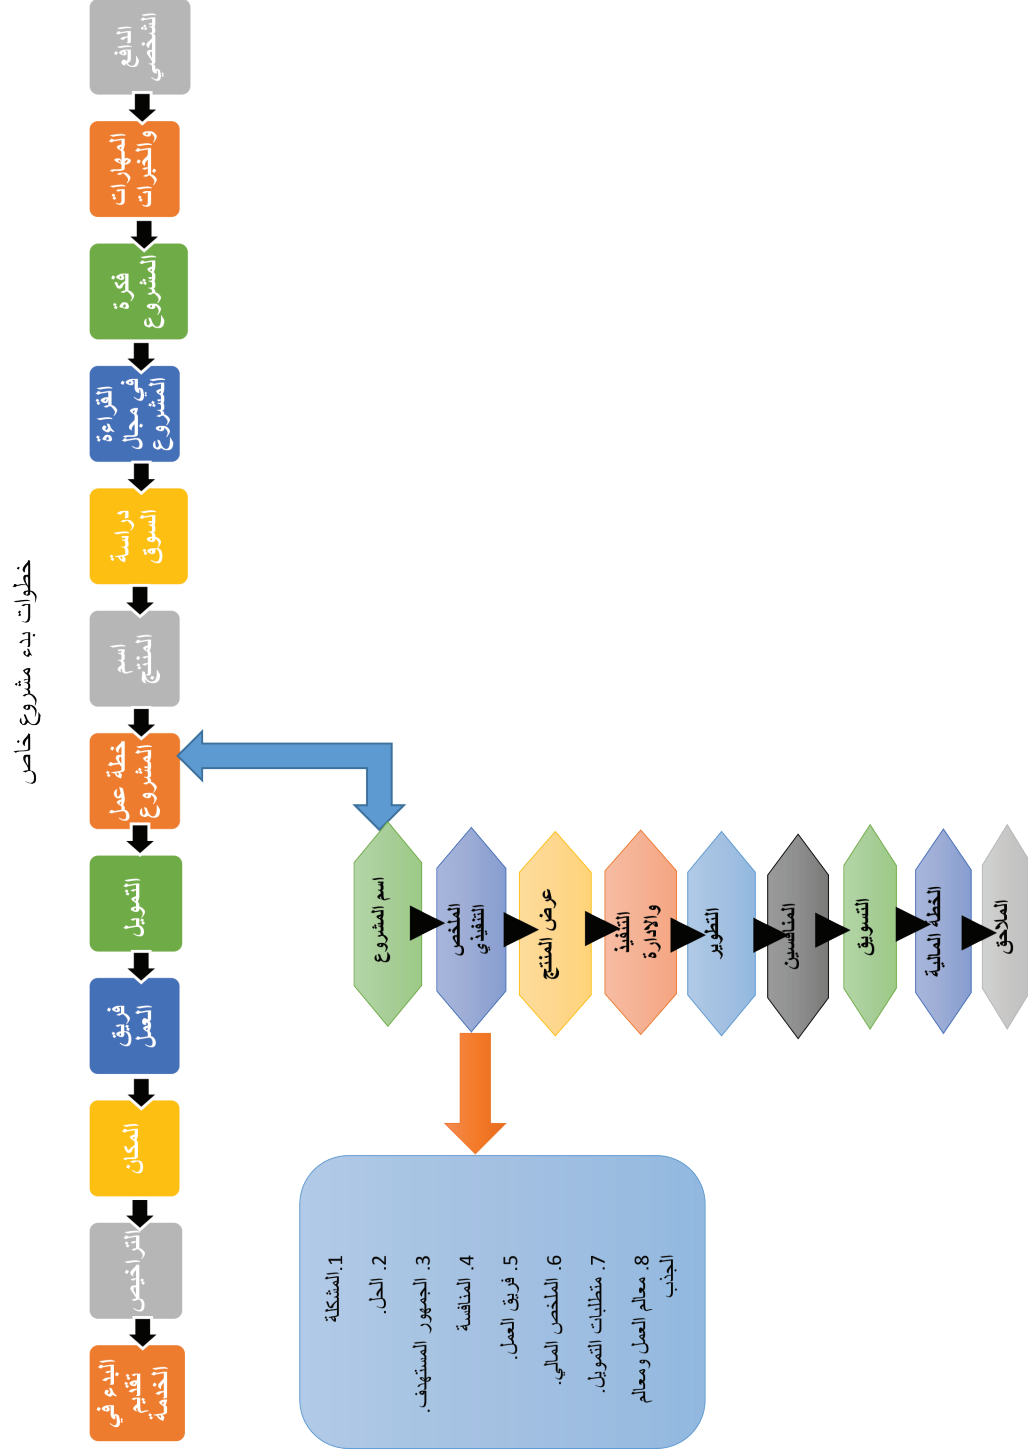 خطوات بدء مشروع خاص
الدافع
الشخصي
المهارات
والخبرات
فكرة
المشروع
القراءة
في مجال
المشروع
دراسة
السوق
اسم
المنتج
خطة عمل
المشروع
التمويل
فريق
العمل
المكان
التراخيص
البدء في
تقديم
الخدمة
اسم المشروع
الملخص
التنفيذي
عرض المنتج
التنفيذ
والادارة
التطوير
المنافسين
التسويق
الخطة المالية
الملاحق
1.المشكلة
2. الحل.
3. الجمهور المستهدف.
4. المنافسة
5. فريق العمل.
6. الملخص المالي.
7. متطلبات التمويل.
8. معالم العمل ومعالم
الجذب